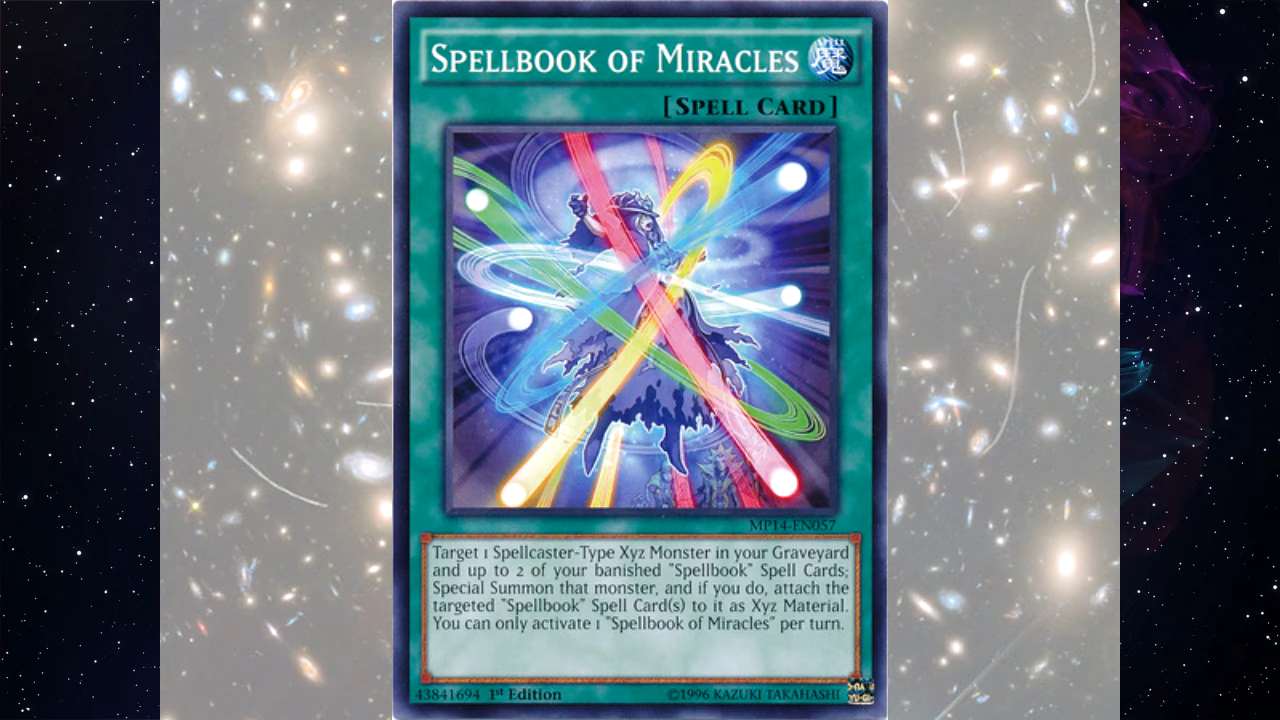 SPELLBOOK OF MIRACLES 魔
[SPELL CARD]
MP14-EN057
Target 1 Spellcaster-Type Xyz Monster in your Graveyard
and up to 2 of your banished "Spellbook" Spell Cards;
Special Summon that monster, and if you do, attach the
targeted "Spellbook" Spell Card(s) to it as Xyz Material.
You can only activate 1 "Spellbook of Miracles" per turn.
43841694 1st Edition ©1996 KAZUKI TAKAHASHI